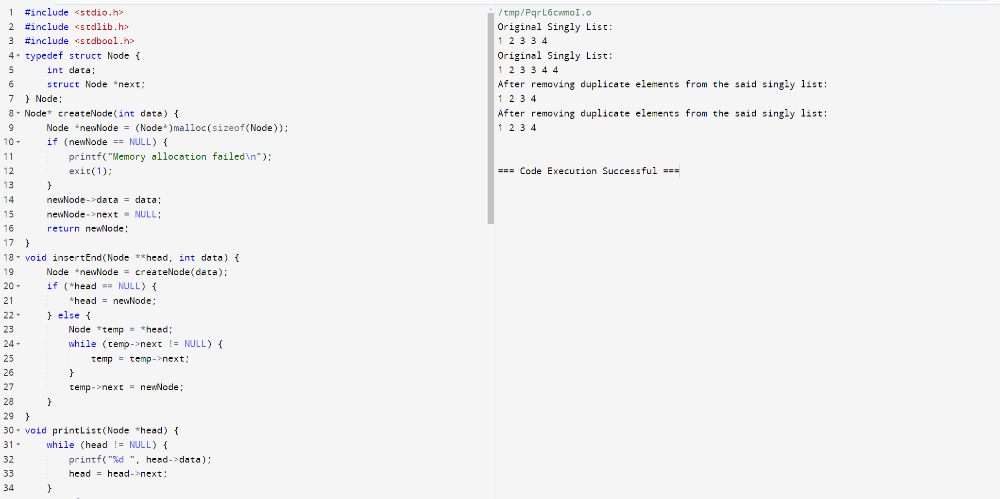 1 #include <stdio.h>
2 #include <stdlib.h>
3 #include <stdbool.h>
4 typedef struct Node {
5     int data;
6     struct Node *next;
7 } Node;
8 Node* createNode(int data) {
9     Node *newNode = (Node*)malloc(sizeof(Node));
10     if (newNode == NULL) {
11         printf("Memory allocation failed\n");
12         exit(1);
13     }
14     newNode->data = data;
15     newNode->next = NULL;
16     return newNode;
17 }
18 void insertEnd(Node **head, int data) {
19     Node *newNode = createNode(data);
20     if (*head == NULL) {
21         *head = newNode;
22     } else {
23         Node *temp = *head;
24         while (temp->next != NULL) {
25             temp = temp->next;
26         }
27         temp->next = newNode;
28     }
29 }
30 void printList(Node *head) {
31     while (head != NULL) {
32         printf("%d ", head->data);
33         head = head->next;
34     }
/tmp/PqrL6cwmoI.o
Original Singly List:
1 2 3 3 4
Original Singly List:
1 2 3 3 4 4
After removing duplicate elements from the said singly list:
1 2 3 4
After removing duplicate elements from the said singly list:
1 2 3 4
=== Code Execution Successful ===